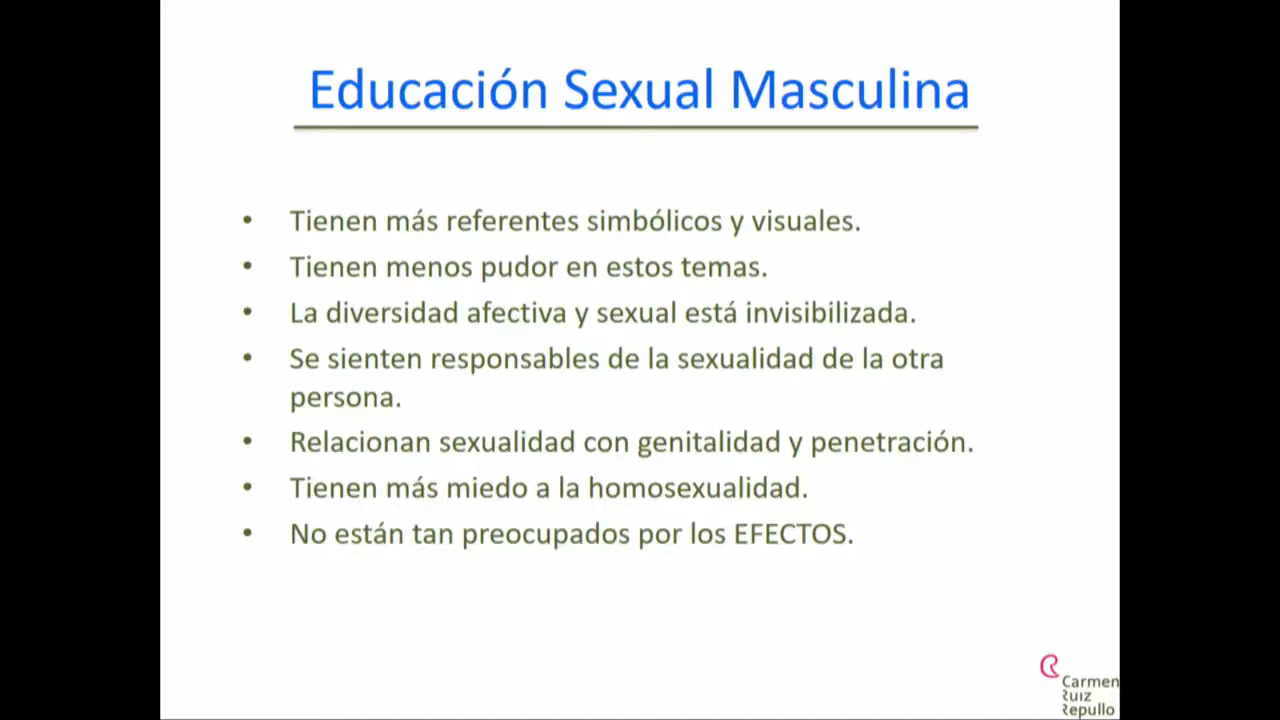 Educación Sexual Masculina
• Tienen más referentes simbólicos y visuales.
• Tienen menos pudor en estos temas.
• La diversidad afectiva y sexual está invisibilizada.
• Se sienten responsables de la sexualidad de la otra
persona.
• Relacionan sexualidad con genitalidad y penetración.
• Tienen más miedo a la homosexualidad.
• No están tan preocupados por los EFECTOS.
Carmen
Ruiz
Repullo